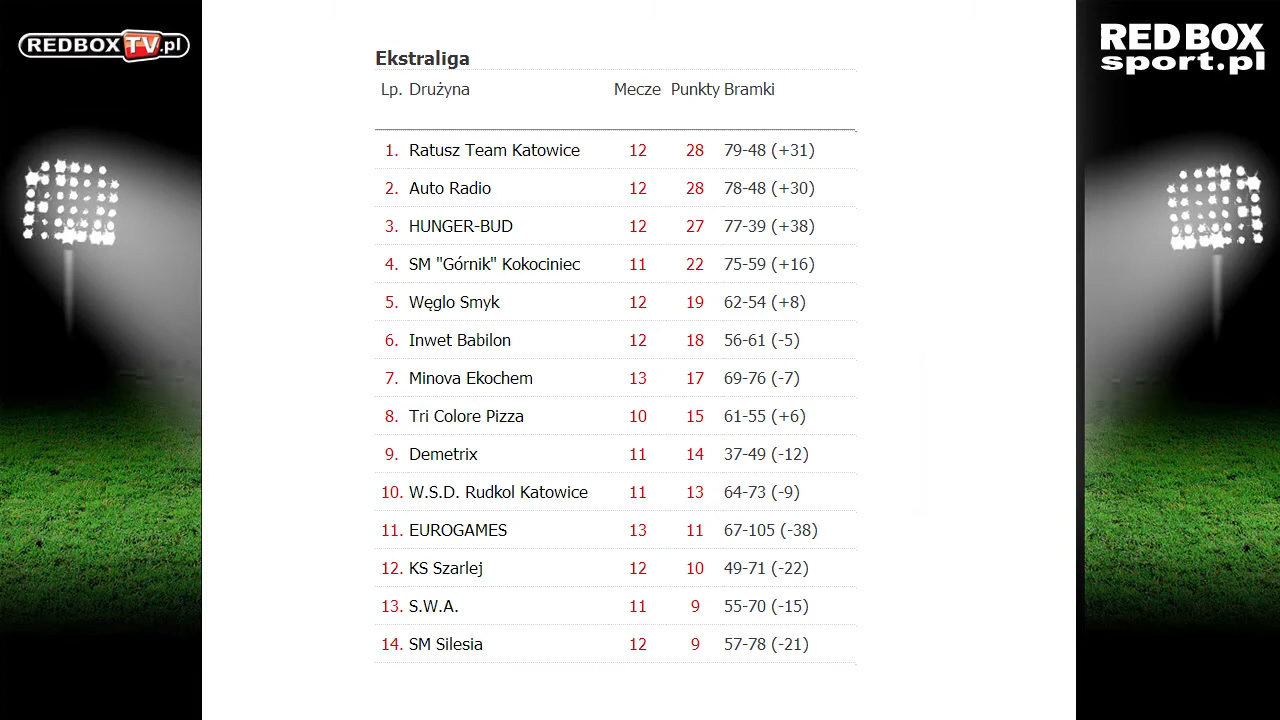 REDBOX TV.pl
RED BOX
sport.pl
Ekstraliga
Lp. Drużyna Mecze Punkty Bramki
1. Ratusz Team Katowice 12 28 79-48 (+31)
2. Auto Radio 12 28 78-48 (+30)
3. HUNGER-BUD 12 27 77-39 (+38)
4. SM "Górnik" Kokociniec 11 22 75-59 (+16)
5. Węglo Smyk 12 19 62-54 (+8)
6. Inwet Babilon 12 18 56-61 (-5)
7. Minova Ekochem 13 17 69-76 (-7)
8. Tri Colore Pizza 10 15 61-55 (+6)
9. Demetrix 11 14 37-49 (-12)
10. W.S.D. Rudkol Katowice 11 13 64-73 (-9)
11. EUROGAMES 13 11 67-105 (-38)
12. KS Szarlej 12 10 49-71 (-22)
13. S.W.A. 11 9 55-70 (-15)
14. SM Silesia 12 9 57-78 (-21)